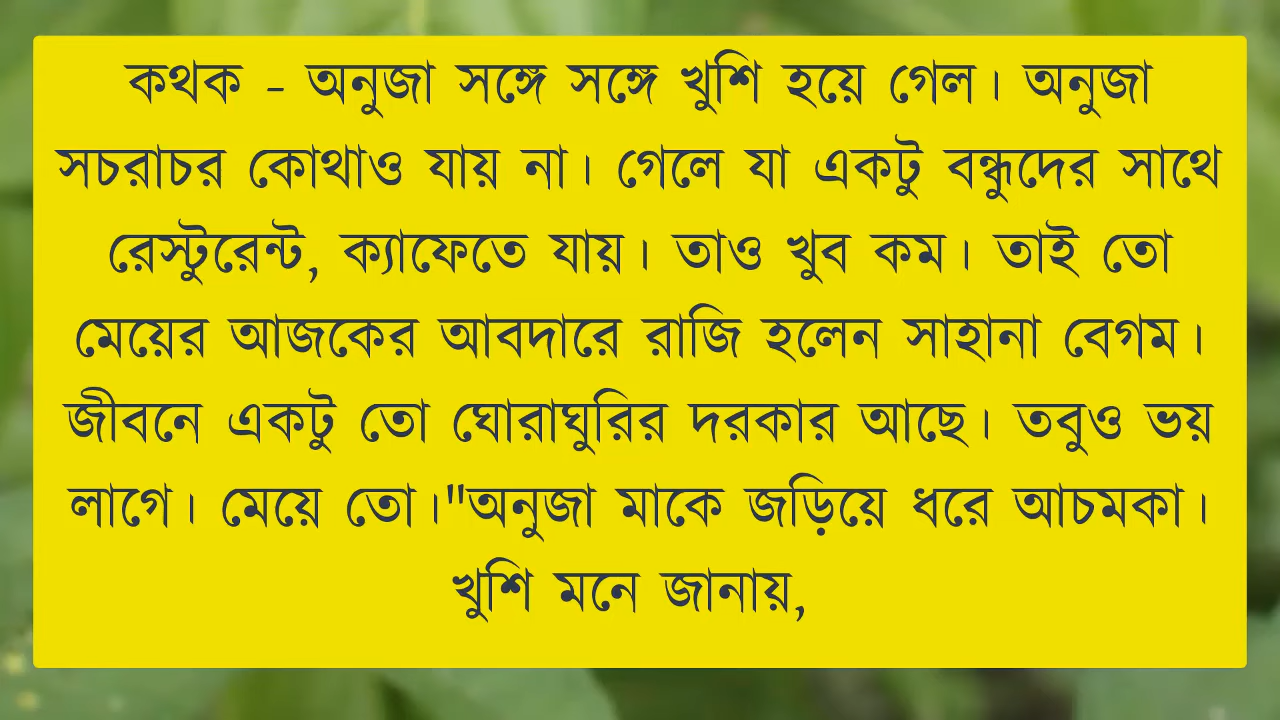 কথক - অনুজা সঙ্গে সঙ্গে খুশি হয়ে গেল। অনুজা
সচরাচর কোথাও যায় না। গেলে যা একটু বন্ধুদের সাথে
রেস্টুরেন্ট, ক্যাফেতে যায়। তাও খুব কম। তাই তো
মেয়ের আজকের আবদারে রাজি হলেন সাহানা বেগম।
জীবনে একটু তো ঘোরাঘুরির দরকার আছে। তবুও ভয়
লাগে। মেয়ে তো।"অনুজা মাকে জড়িয়ে ধরে আচমকা।
খুশি মনে জানায়,